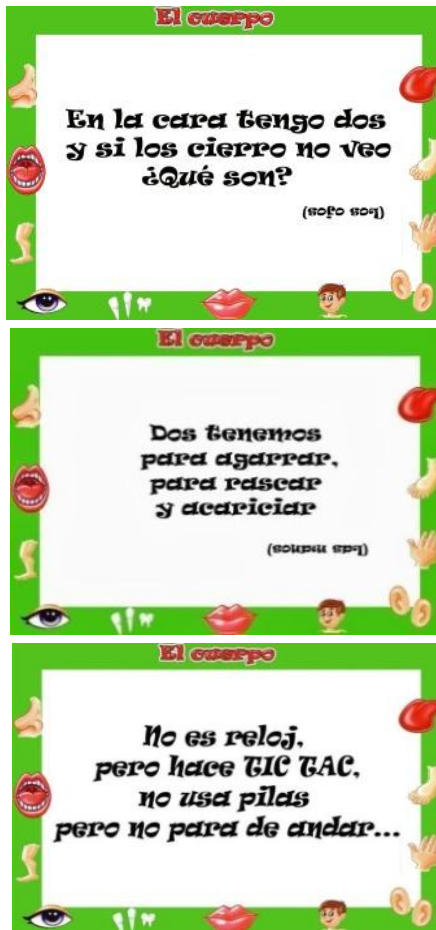 El cuerpo
En la cara tengo dos
y si los cierro no veo
¿Qué son?
(Los ojos)
El cuerpo
Dos tenemos
para agarrar,
para rascar
y acariciar
(Las manos)
El cuerpo
No es reloj,
pero hace TIC TAC,
no usa pilas
pero no para de andar...